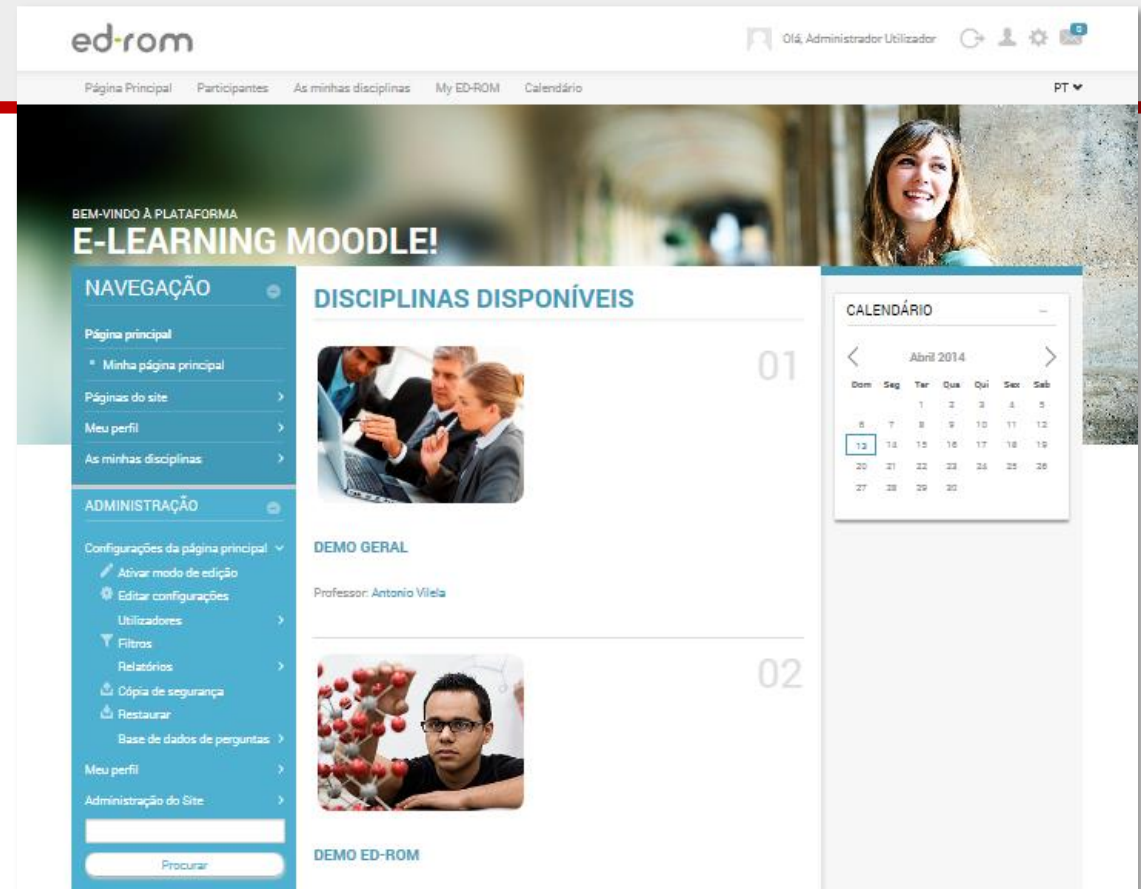 ed-rom
Olá, Administrador Utilizador
0
Página Principal Participantes As minhas disciplinas My ED-ROM Calendário PT
BEM-VINDO À PLATAFORMA
E-LEARNING MOODLE!
NAVEGAÇÃO
Página principal
Minha página principal
Páginas do site
Meu perfil
As minhas disciplinas
ADMINISTRAÇÃO
Configurações da página principal
Ativar modo de edição
Editar configurações
Utilizadores
Filtros
Relatórios
Cópia de segurança
Restaurar
Base de dados de perguntas
Meu perfil
Administração do Site
Procurar
DISCIPLINAS DISPONÍVEIS
01
DEMO GERAL
Professor: Antonio Vilela
02
DEMO ED-ROM
CALENDÁRIO
Abril 2014
Dom Seg Ter Qua Qui Sex Sab
1 2 3 4 5
6 7 8 9 10 11 12
13 14 15 16 17 18 19
20 21 22 23 24 25 26
27 28 29 30